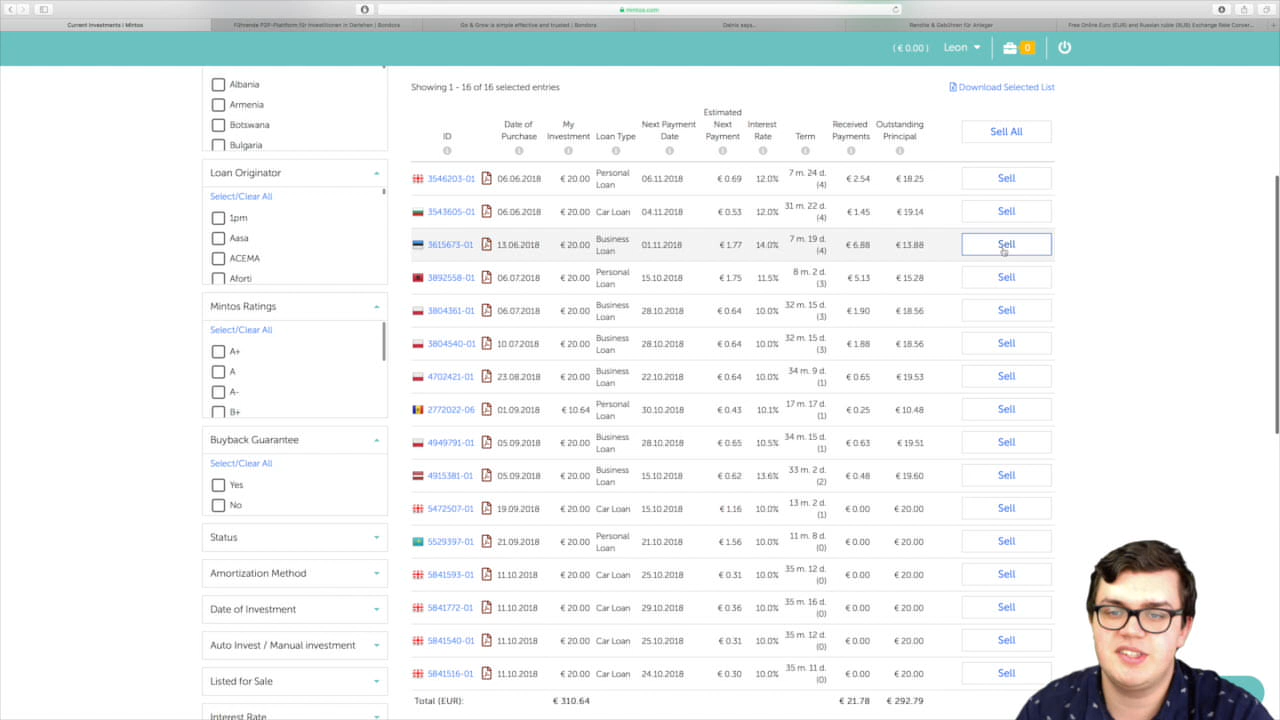 mintos.com
Current Investments | Mintos
Führende P2P-Plattform für Investitionen in Darlehen | Bondora
Go & Grow is simple effective and trusted | Bondora
Datnis says...
Rendite & Gebühren für Anleger
Free Online Euro (EUR) and Russian ruble (RUB) Exchange Rate Conver...
( € 0.00 ) Leon 0
Albania
Armenia
Botswana
Bulgaria
Loan Originator
Select/Clear All
1pm
Aasa
ACEMA
Aforti
Mintos Ratings
Select/Clear All
A+
A
A-
B+
Buyback Guarantee
Select/Clear All
Yes
No
Status
Amortization Method
Date of Investment
Auto Invest / Manual investment
Listed for Sale
Interest Rate
Showing 1 - 16 of 16 selected entries
Download Selected List
ID Date of Purchase My Investment Loan Type Next Payment Date Estimated Next Payment Interest Rate Term Received Payments Outstanding Principal Sell All
3546203-01 06.06.2018 € 20.00 Personal Loan 06.11.2018 € 0.69 12.0% 7 m. 24 d. (4) € 2.54 € 18.25 Sell
3543605-01 06.06.2018 € 20.00 Car Loan 04.11.2018 € 0.53 12.0% 31 m. 22 d. (4) € 1.45 € 19.14 Sell
3615673-01 13.06.2018 € 20.00 Business Loan 01.11.2018 € 1.77 14.0% 7 m. 19 d. (4) € 6.88 € 13.88 Sell
3892558-01 06.07.2018 € 20.00 Personal Loan 15.10.2018 € 1.75 11.5% 8 m. 2 d. (3) € 5.13 € 15.28 Sell
3804361-01 06.07.2018 € 20.00 Business Loan 28.10.2018 € 0.64 10.0% 32 m. 15 d. (3) € 1.90 € 18.56 Sell
3804540-01 10.07.2018 € 20.00 Business Loan 28.10.2018 € 0.64 10.0% 32 m. 15 d. (3) € 1.88 € 18.56 Sell
4702421-01 23.08.2018 € 20.00 Business Loan 22.10.2018 € 0.64 10.0% 34 m. 9 d. (1) € 0.65 € 19.53 Sell
2772022-06 01.09.2018 € 10.64 Personal Loan 30.10.2018 € 0.43 10.1% 17 m. 17 d. (1) € 0.25 € 10.48 Sell
4949791-01 05.09.2018 € 20.00 Business Loan 28.10.2018 € 0.65 10.5% 34 m. 15 d. (1) € 0.63 € 19.51 Sell
4915381-01 05.09.2018 € 20.00 Business Loan 15.10.2018 € 0.62 13.6% 33 m. 2 d. (2) € 0.48 € 19.60 Sell
5472507-01 19.09.2018 € 20.00 Car Loan 15.10.2018 € 1.16 10.0% 13 m. 2 d. (1) € 0.00 € 20.00 Sell
5529397-01 21.09.2018 € 20.00 Personal Loan 21.10.2018 € 1.56 10.0% 11 m. 8 d. (0) € 0.00 € 20.00 Sell
5841593-01 11.10.2018 € 20.00 Car Loan 25.10.2018 € 0.31 10.0% 35 m. 12 d. (0) € 0.00 € 20.00 Sell
5841772-01 11.10.2018 € 20.00 Car Loan 29.10.2018 € 0.36 10.0% 35 m. 16 d. (0) € 0.00 € 20.00 Sell
5841540-01 11.10.2018 € 20.00 Car Loan 25.10.2018 € 0.31 10.0% 35 m. 12 d. (0) € 0.00 € 20.00 Sell
5841516-01 11.10.2018 € 20.00 Car Loan 24.10.2018 € 0.30 10.0% 35 m. 11 d. (0) € 0.00 € 20.00 Sell
Total (EUR): € 310.64 € 21.78 € 292.79